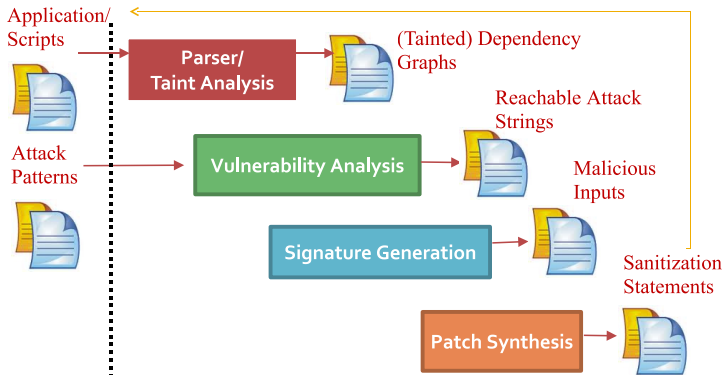 Application/
Scripts
Parser/
Taint Analysis
(Tainted) Dependency
Graphs
Attack
Patterns
Vulnerability Analysis
Reachable Attack
Strings
Signature Generation
Malicious
Inputs
Patch Synthesis
Sanitization
Statements